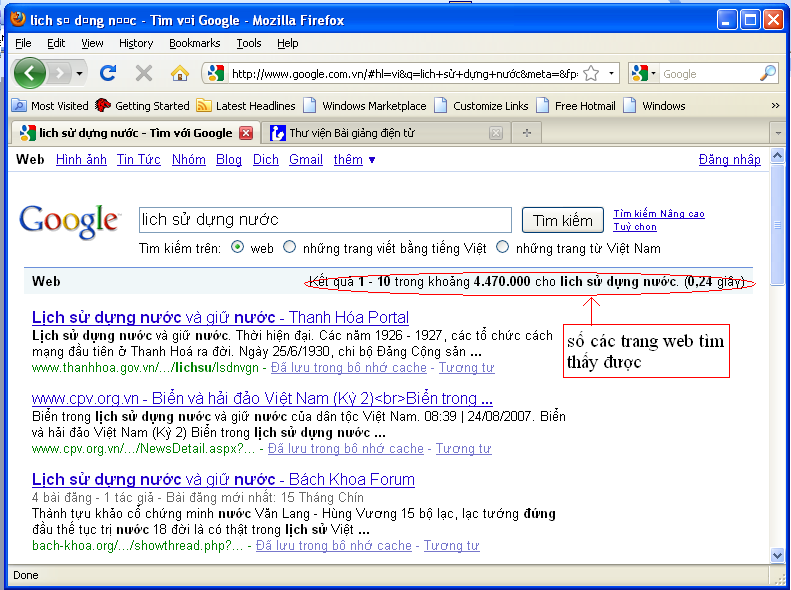 lich sử dựng nước - Tìm với Google - Mozilla Firefox
File Edit View History Bookmarks Tools Help
http://www.google.com.vn/#hl=vi&q=lich+sử+dựng+nước&meta=&fp= Google
Most Visited Getting Started Latest Headlines Windows Marketplace Customize Links Free Hotmail Windows »
lich sử dựng nước - Tìm với Google Thư viện Bài giảng điện tử
Web Hình ảnh Tin Tức Nhóm Blog Dịch Gmail thêm ▼ Đăng nhập
Google lich sử dựng nước Tìm kiếm Tìm kiếm Nâng cao
Tuỳ chọn
Tìm kiếm trên: web những trang viết bằng tiếng Việt những trang từ Việt Nam
Web Kết quả 1 - 10 trong khoảng 4.470.000 cho lich sử dựng nước. (0,24 giây)
số các trang web tìm
thấy được
Lịch sử dựng nước và giữ nước - Thanh Hóa Portal
Lịch sử dựng nước và giữ nước. Thời hiện đại. Các năm 1926 - 1927, các tổ chức cách
mạng đầu tiên ở Thanh Hoá ra đời. Ngày 25/6/1930, chi bộ Đảng Cộng sản ...
www.thanhhoa.gov.vn/.../lichsu/lsdnvgn - Đã lưu trong bộ nhớ cache - Tương tự
www.cpv.org.vn - Biển và hải đảo Việt Nam (Kỳ 2)<br>Biển trong ...
Biển trong lịch sử dựng nước và giữ nước của dân tộc Việt Nam. 08:39 | 24/08/2007. Biển
và hải đảo Việt Nam (Kỳ 2) Biển trong lịch sử dựng nước ...
www.cpv.org.vn/.../NewsDetail.aspx?... - Đã lưu trong bộ nhớ cache - Tương tự
Lịch sử dựng nước và giữ nước - Bách Khoa Forum
4 bài đăng - 1 tác giả - Bài đăng mới nhất: 15 Tháng Chín
Thành tựu khảo cổ chứng minh nước Văn Lang - Hùng Vương 15 bộ lạc, lạc tướng đứng
đầu thế tục trị nước 18 đời là có thật trong lịch sử Việt ...
bach-khoa.org/.../showthread.php?... - Đã lưu trong bộ nhớ cache - Tương tự
Done